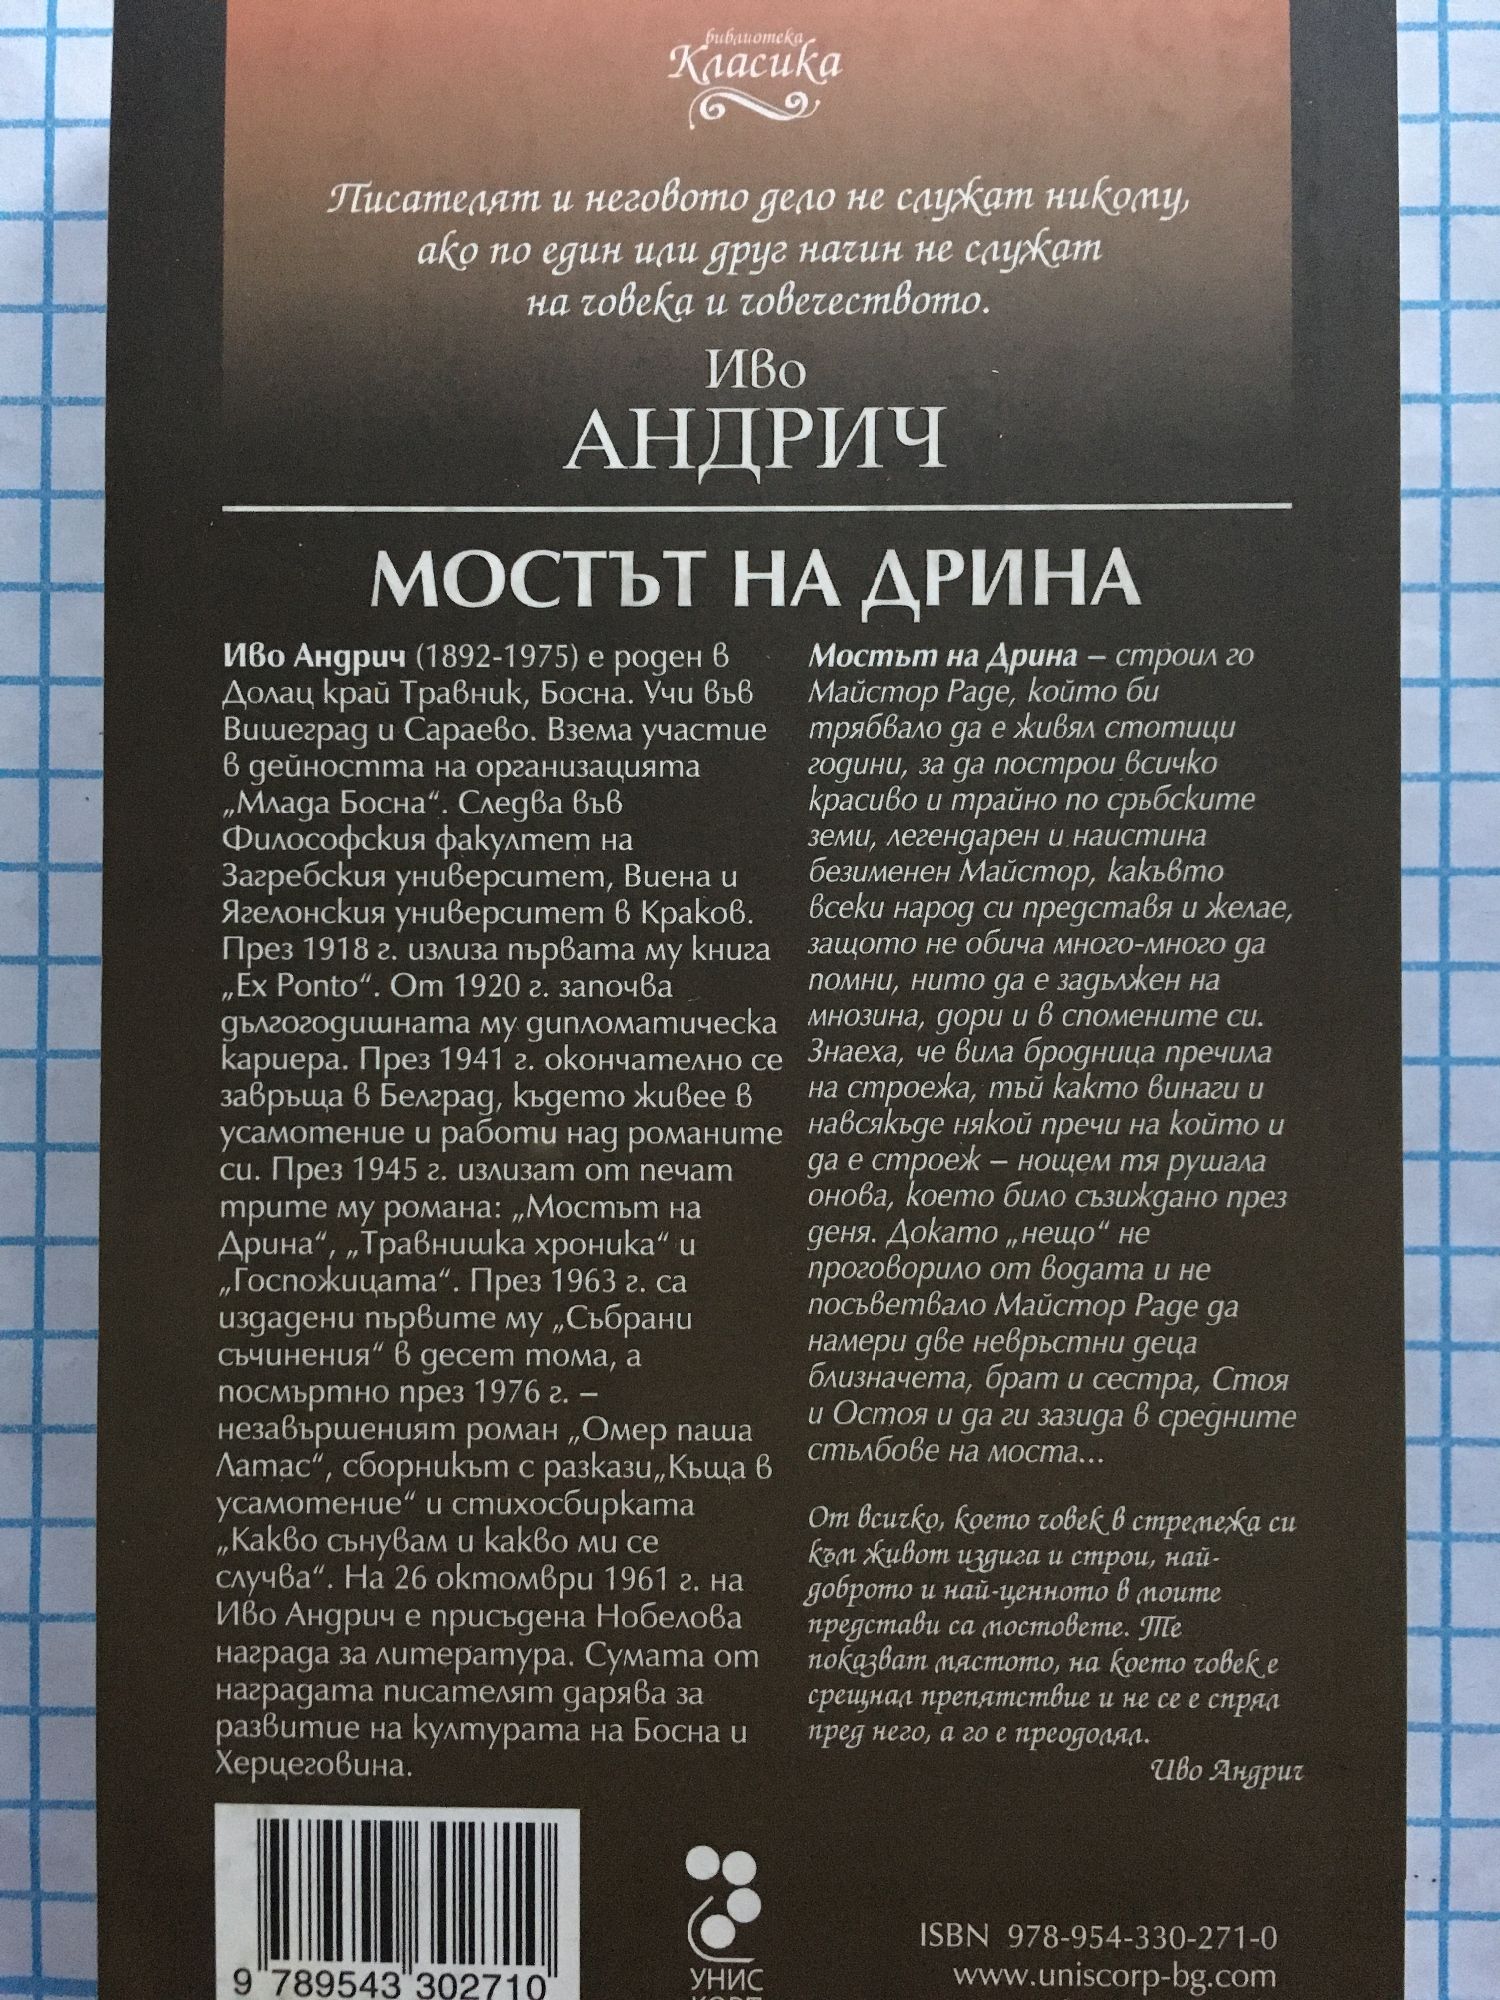 библиотека
Класика
Писателят и неговото дело не служат никому,
ако по един или друг начин не служат
на човека и човечеството.
Иво
АНДРИЧ
МОСТЪТ НА ДРИНА
Иво Андрич (1892-1975) е роден в
Долац край Травник, Босна. Учи във
Вишеград и Сараево. Взема участие
в дейността на организацията
„Млада Босна“. Следва във
Философския факултет на
Загребския университет, Виена и
Ягелонския университет в Краков.
През 1918 г. излиза първата му книга
„Ex Ponto“. От 1920 г. започва
дългогодишната му дипломатическа
кариера. През 1941 г. окончателно се
завръща в Белград, където живее в
усамотение и работи над романите
си. През 1945 г. излизат от печат
трите му романа: „Мостът на
Дрина“, „Травнишка хроника“ и
„Госпожицата“. През 1963 г. са
издадени първите му „Събрани
съчинения“ в десет тома, а
посмъртно през 1976 г. –
незавършеният роман „Омер паша
Латас“, сборникът с разкази„Къща в
усамотение“ и стихосбирката
„Какво сънувам и какво ми се
случва“. На 26 октомври 1961 г. на
Иво Андрич е присъдена Нобелова
награда за литература. Сумата от
наградата писателят дарява за
развитие на културата на Босна и
Херцеговина.
Мостът на Дрина – строил го
Майстор Раде, който би
трябвало да е живял стотици
години, за да построи всичко
красиво и трайно по сръбските
земи, легендарен и наистина
безименен Майстор, какъвто
всеки народ си представя и желае,
защото не обича много-много да
помни, нито да е задължен на
мнозина, дори и в спомените си.
Знаеха, че вила бродница пречила
на строежа, тъй както винаги и
навсякъде някой пречи на който и
да е строеж – нощем тя рушала
онова, което било съзиждано през
деня. Докато „нещо“ не
проговорило от водата и не
посъветвало Майстор Раде да
намери две невръстни деца
близначета, брат и сестра, Стоя
и Остоя и да ги зазида в средните
стълбове на моста...
От всичко, което човек в стремежа си
към живот издига и строи, най-
доброто и най-ценното в моите
представи са мостовете. Те
показват мястото, на което човек е
срещнал препятствие и не се е спрял
пред него, а го е преодолял.
Иво Андрич
9 789543 302710
УНИС
КОРП
ISBN 978-954-330-271-0
www.uniscorp-bg.com